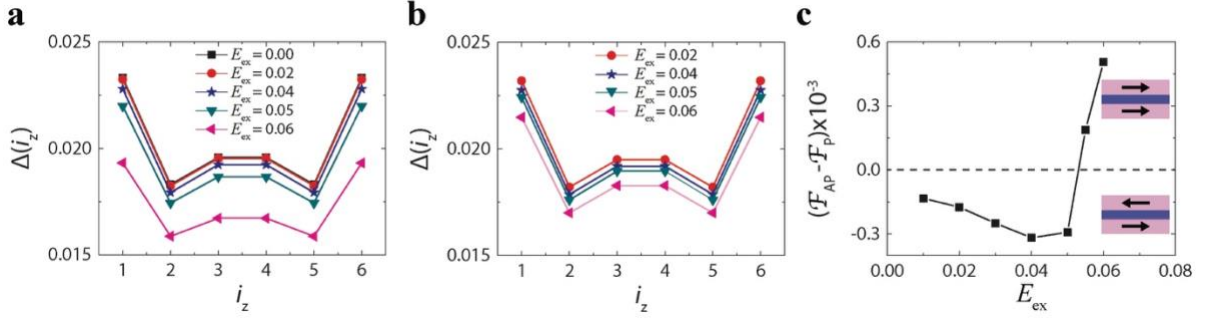 a
0.025
0.020
0.015
Δ(i_z)
E_ex = 0.00
E_ex = 0.02
E_ex = 0.04
E_ex = 0.05
E_ex = 0.06
1 2 3 4 5 6
i_z
b
0.025
0.020
0.015
Δ(i_z)
E_ex = 0.02
E_ex = 0.04
E_ex = 0.05
E_ex = 0.06
1 2 3 4 5 6
i_z
c
0.6
0.3
0.0
-0.3
(ℱ_AP-ℱ_P)x10^-3
0.00 0.02 0.04 0.06 0.08
E_ex